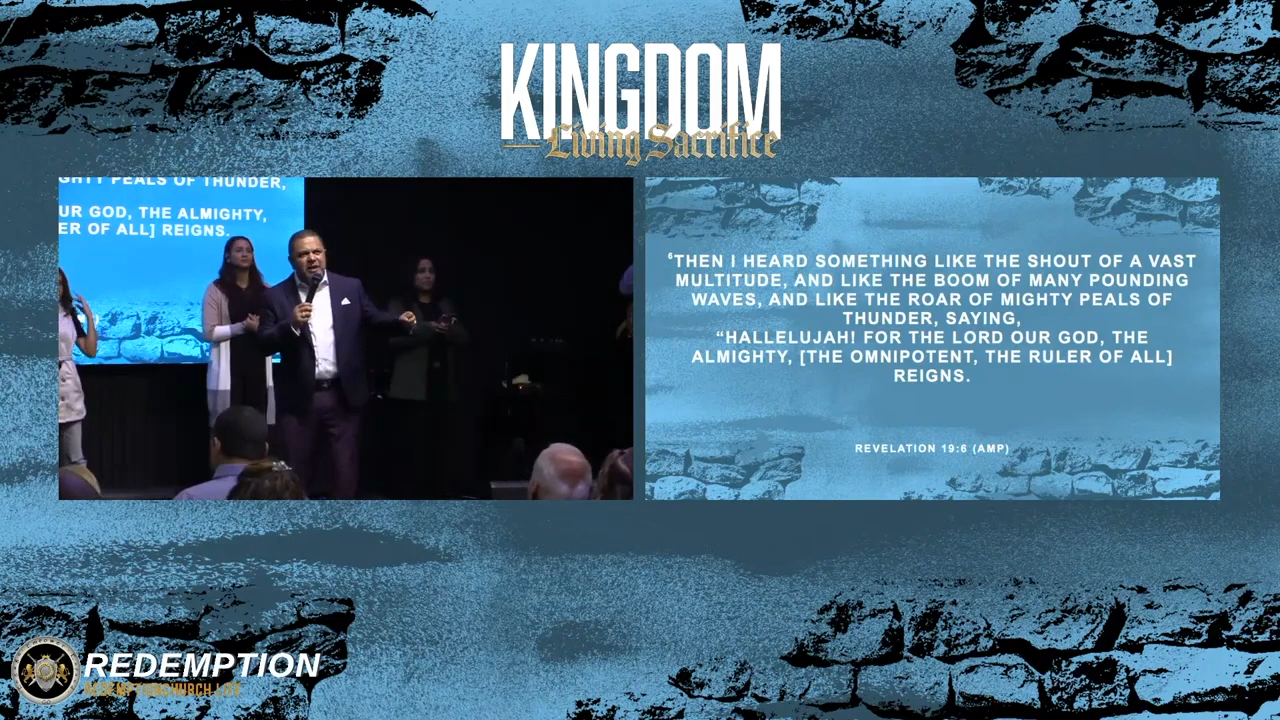 KINGDOM
Living Sacrifice
GHTY PEALS OF THUNDER,
UR GOD, THE ALMIGHTY,
ER OF ALL] REIGNS.
⁶THEN I HEARD SOMETHING LIKE THE SHOUT OF A VAST
MULTITUDE, AND LIKE THE BOOM OF MANY POUNDING
WAVES, AND LIKE THE ROAR OF MIGHTY PEALS OF
THUNDER, SAYING,
“HALLELUJAH! FOR THE LORD OUR GOD, THE
ALMIGHTY, [THE OMNIPOTENT, THE RULER OF ALL]
REIGNS.
REVELATION 19:6 (AMP)
REDEMPTION